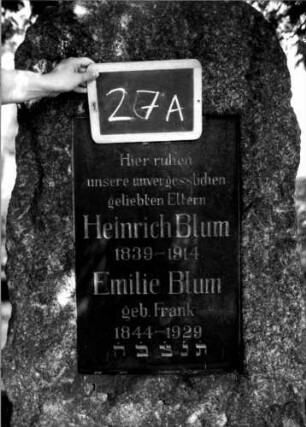 27A
Hier ruhen
unsere unvergesslichen
geliebten Eltern
Heinrich Blum
1839-1914
Emilie Blum
geb. Frank
1844-1929
ת נ צ ב ה